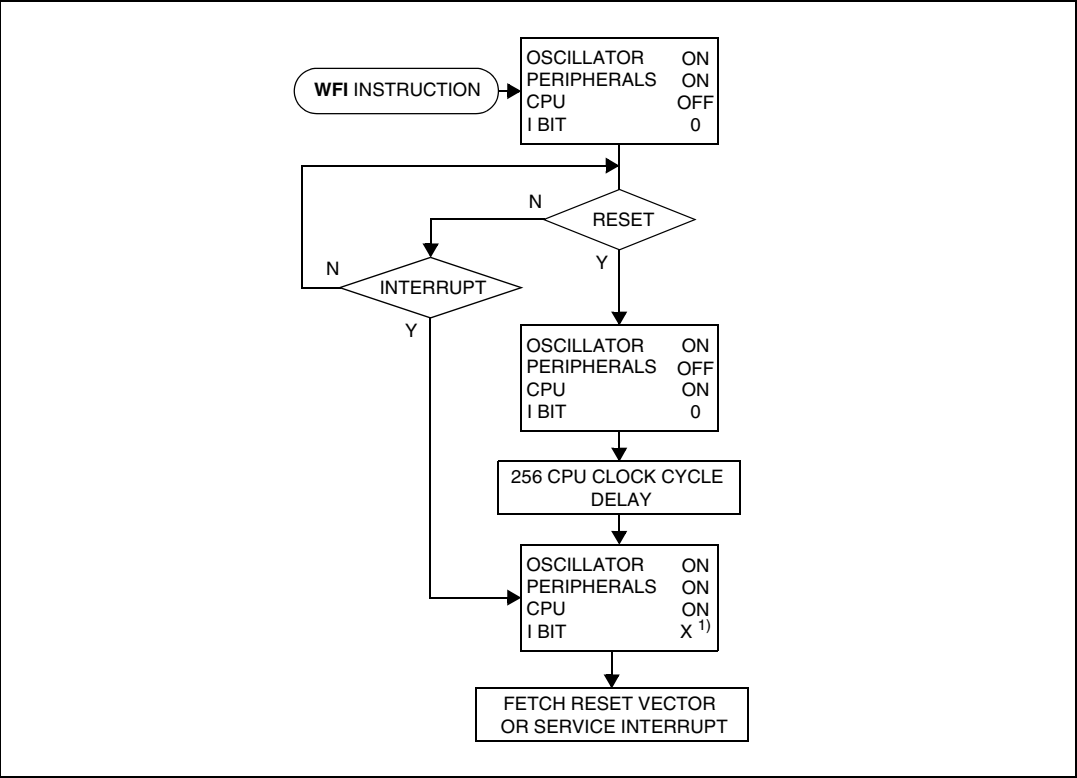 WFI INSTRUCTION
OSCILLATOR ON
PERIPHERALS ON
CPU OFF
I BIT 0
N
RESET
Y
N
INTERRUPT
Y
OSCILLATOR ON
PERIPHERALS OFF
CPU ON
I BIT 0
256 CPU CLOCK CYCLE
DELAY
OSCILLATOR ON
PERIPHERALS ON
CPU ON
I BIT X 1)
FETCH RESET VECTOR
OR SERVICE INTERRUPT